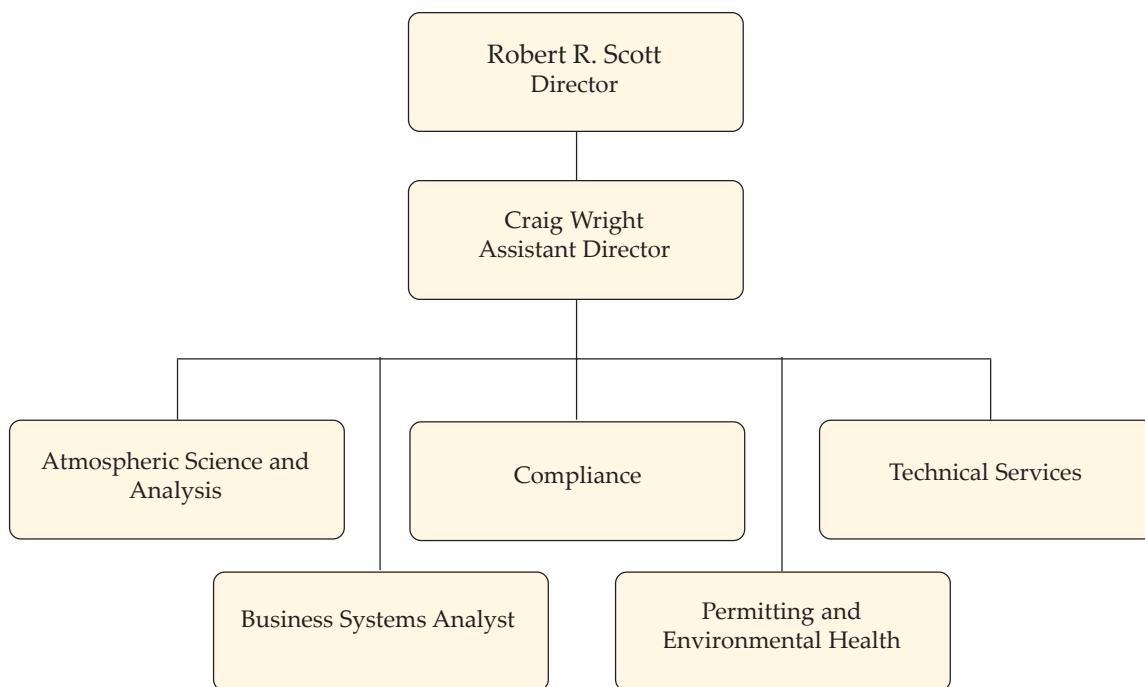 Robert R. Scott
Director
Craig Wright
Assistant Director
Atmospheric Science and
Analysis
Compliance
Technical Services
Business Systems Analyst
Permitting and
Environmental Health